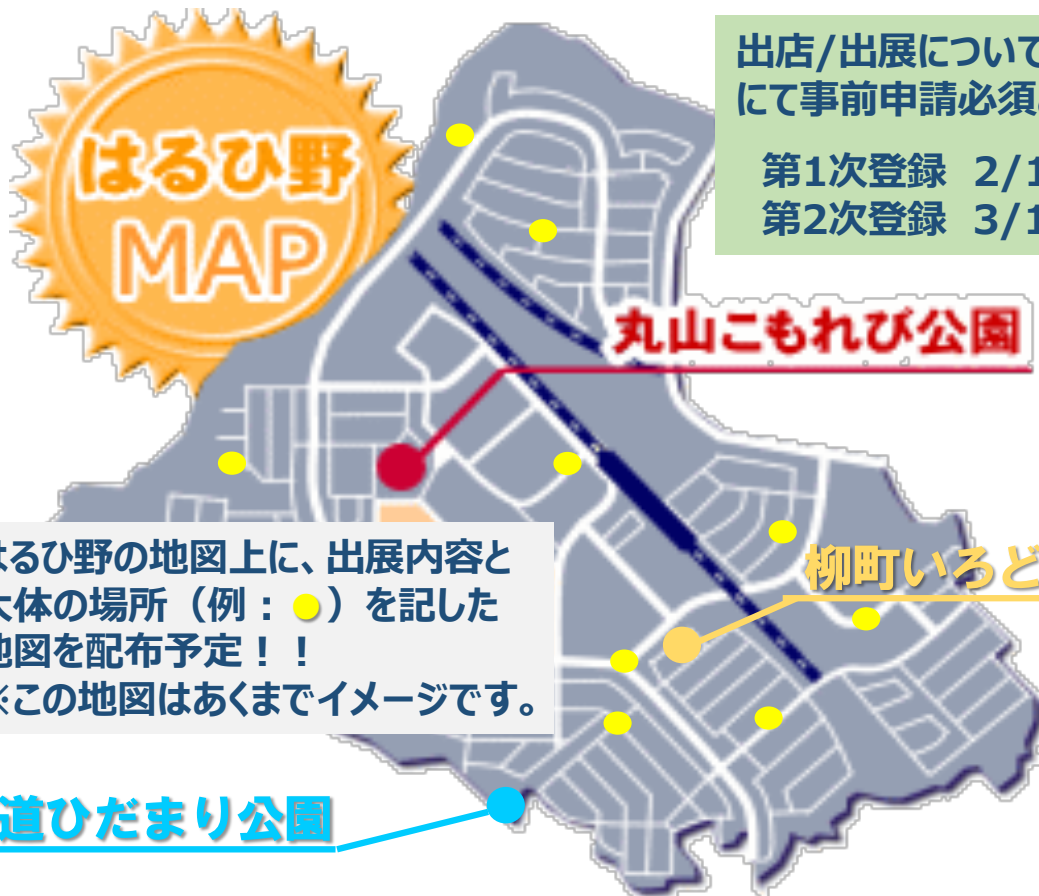 はるひ野
MAP
出店/出展について
にて事前申請必須
第1次登録 2/1
第2次登録 3/1
丸山こもれび公園
はるひ野の地図上に、出展内容と
大体の場所（例：●）を記した
地図を配布予定！！
※この地図はあくまでイメージです。
柳町いろど
道ひだまり公園